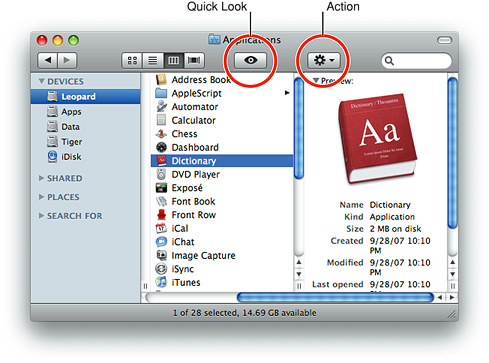 Quick Look
Action
Applications
DEVICES
Leopard
Apps
Data
Tiger
iDisk
SHARED
PLACES
SEARCH FOR
Address Book
AppleScript
Automator
Calculator
Chess
Dashboard
Dictionary
DVD Player
Exposé
Font Book
Front Row
iCal
iChat
Image Capture
iSync
iTunes
Preview:
Dictionary / Thesaurus
Aa
Name Dictionary
Kind Application
Size 2 MB on disk
Created 9/28/07 10:10
PM
Modified 9/28/07 10:10
PM
Last opened 9/28/07 10:10
1 of 28 selected, 14.69 GB available